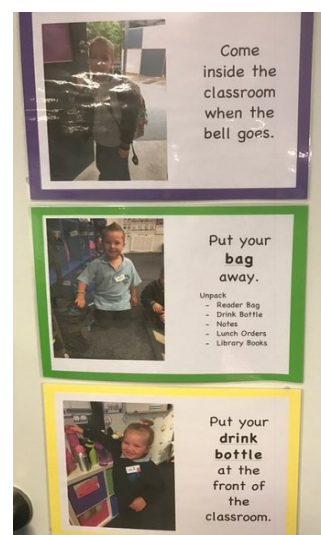 Come
inside the
classroom
when the
bell goes.
Put your
bag
away.
Unpack
- Reader Bag
- Drink Bottle
- Notes
- Lunch Orders
- Library Books
Put your
drink
bottle
at the
front of
the
classroom.